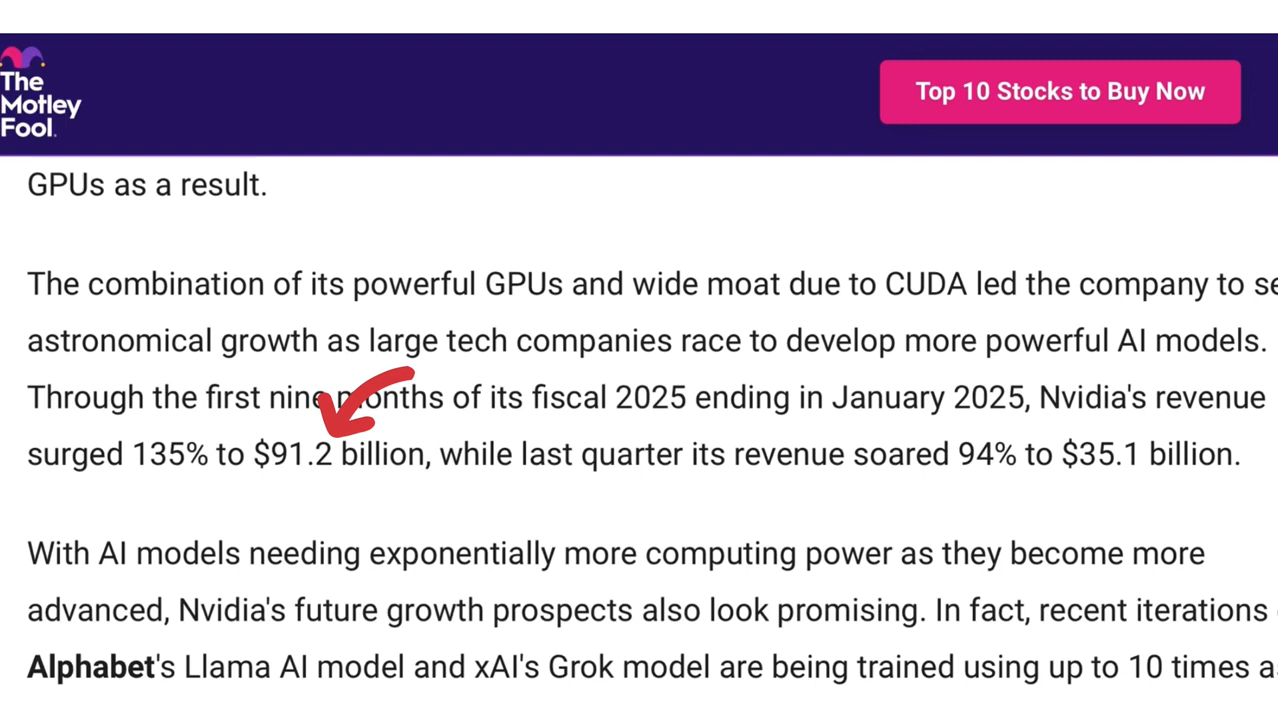 The
Motley
Fool.
Top 10 Stocks to Buy Now
GPUs as a result.
The combination of its powerful GPUs and wide moat due to CUDA led the company to se
astronomical growth as large tech companies race to develop more powerful AI models.
Through the first nine months of its fiscal 2025 ending in January 2025, Nvidia's revenue
surged 135% to $91.2 billion, while last quarter its revenue soared 94% to $35.1 billion.
With AI models needing exponentially more computing power as they become more
advanced, Nvidia's future growth prospects also look promising. In fact, recent iterations
Alphabet's Llama AI model and xAI's Grok model are being trained using up to 10 times a